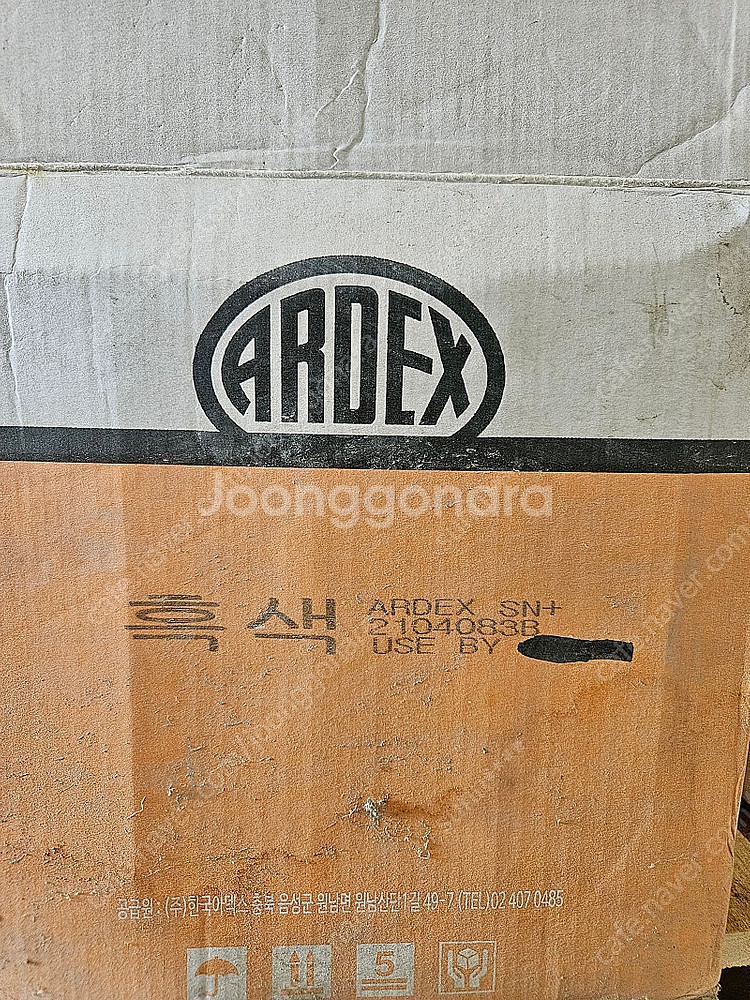 ARDEX
Joonggonara
흑색
ARDEX SN+
2104083B
USE BY
공급원 : (주)한국아덱스 충북 음성군 원남면 원남산단1길 49-7 (TEL)02 407 0485
5